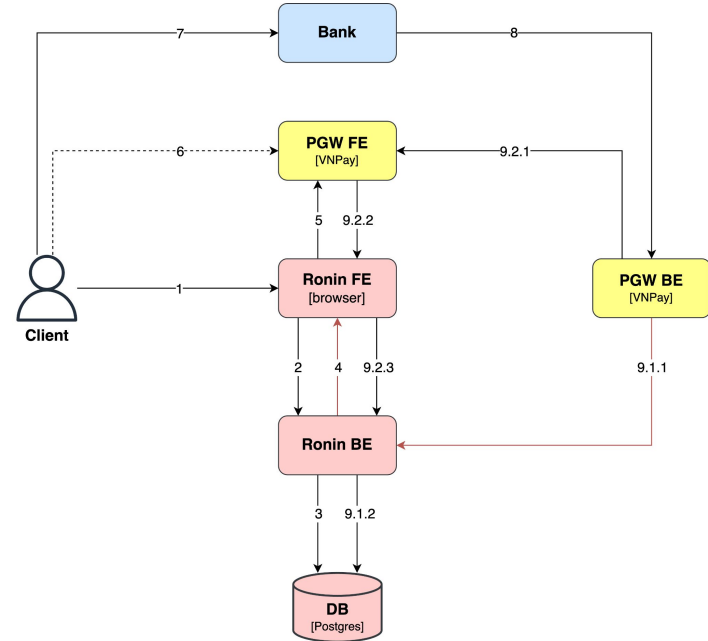 7
Bank
8
6
PGW FE
[VNPay]
9.2.1
5
9.2.2
Client
1
Ronin FE
[browser]
PGW BE
[VNPay]
2
4
9.2.3
9.1.1
Ronin BE
3
9.1.2
DB
[Postgres]